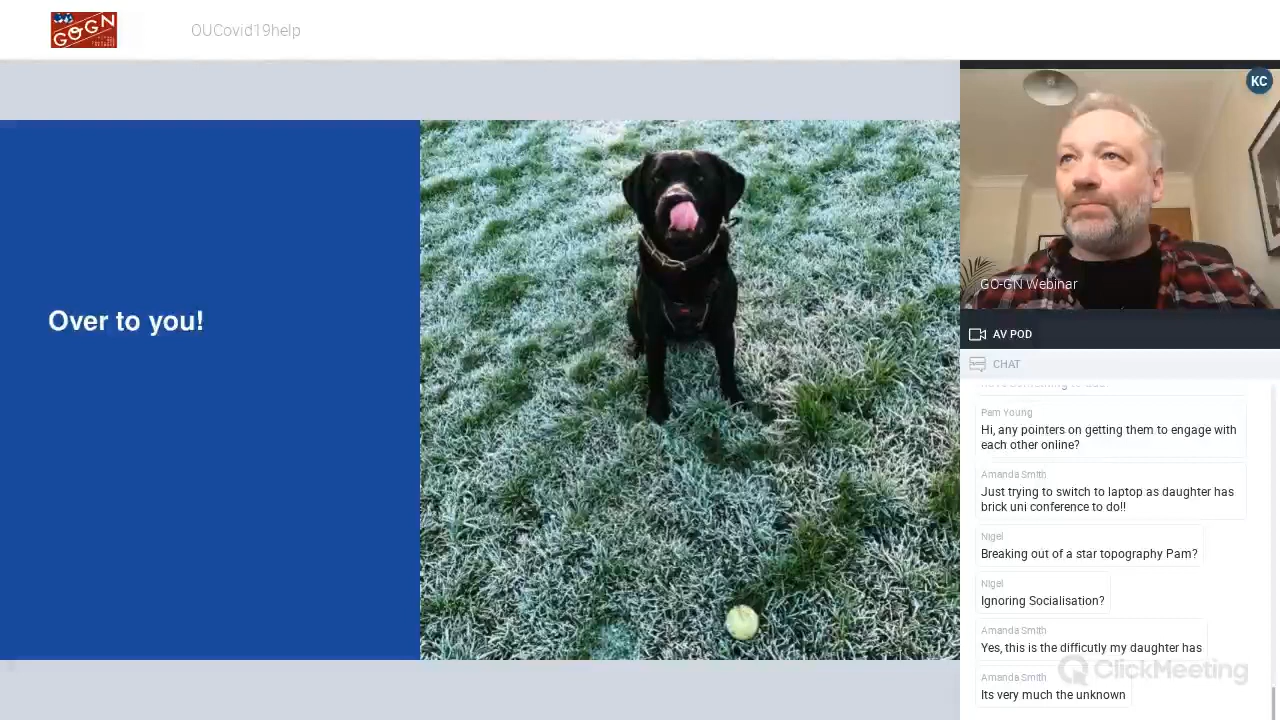 GO-GN
OUCovid19help
Over to you!
KC
GO-GN Webinar
AV POD
CHAT
Pam Young
Hi, any pointers on getting them to engage with
each other online?
Amanda Smith
Just trying to switch to laptop as daughter has
brick uni conference to do!!
Nigel
Breaking out of a star topography Pam?
Nigel
Ignoring Socialisation?
Amanda Smith
Yes, this is the difficutly my daughter has
ClickMeeting
Amanda Smith
Its very much the unknown